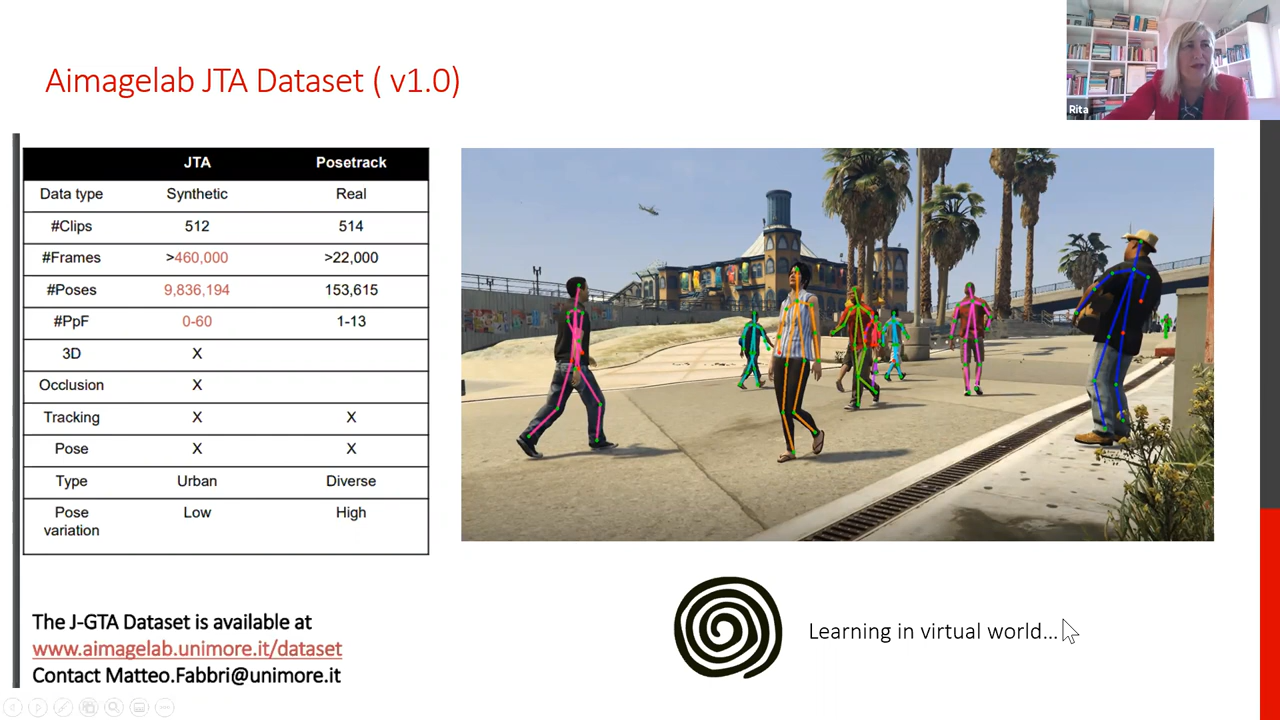 Rita
Aimagelab JTA Dataset ( v1.0)
JTA Posetrack
Data type Synthetic Real
#Clips 512 514
#Frames >460,000 >22,000
#Poses 9,836,194 153,615
#PpF 0-60 1-13
3D X
Occlusion X
Tracking X X
Pose X X
Type Urban Diverse
Pose Low High
variation
The J-GTA Dataset is available at
www.aimagelab.unimore.it/dataset
Contact Matteo.Fabbri@unimore.it
Learning in virtual world...